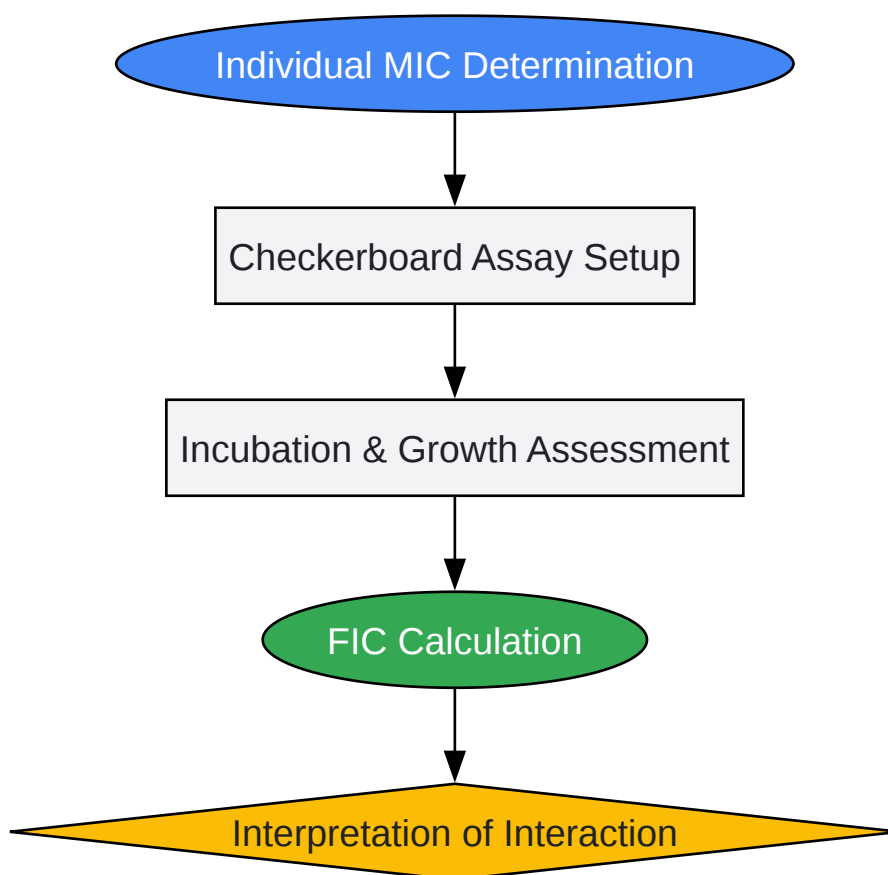 Individual MIC Determination
Checkerboard Assay Setup
Incubation & Growth Assessment
FIC Calculation
Interpretation of Interaction